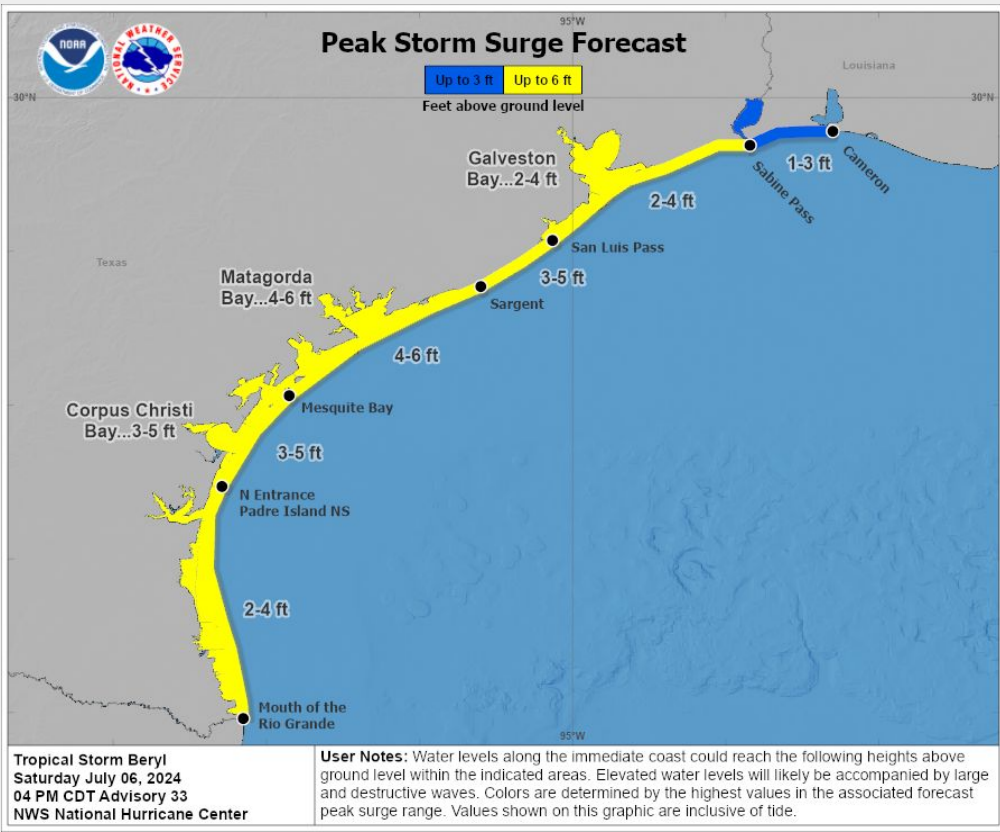 95°W
Peak Storm Surge Forecast
NOAA
NATIONAL WEATHER SERVICE
Up to 3 ft Up to 6 ft
Feet above ground level
Louisiana
30°N
30°N
Galveston
Bay...2-4 ft
1-3 ft
Cameron
Sabine Pass
2-4 ft
San Luis Pass
Texas
3-5 ft
Matagorda
Bay...4-6 ft
Sargent
4-6 ft
Mesquite Bay
Corpus Christi
Bay...3-5 ft
3-5 ft
N Entrance
Padre Island NS
2-4 ft
Mouth of the
Rio Grande
95°W
Tropical Storm Beryl
Saturday July 06, 2024
04 PM CDT Advisory 33
NWS National Hurricane Center
User Notes: Water levels along the immediate coast could reach the following heights above
ground level within the indicated areas. Elevated water levels will likely be accompanied by large
and destructive waves. Colors are determined by the highest values in the associated forecast
peak surge range. Values shown on this graphic are inclusive of tide.